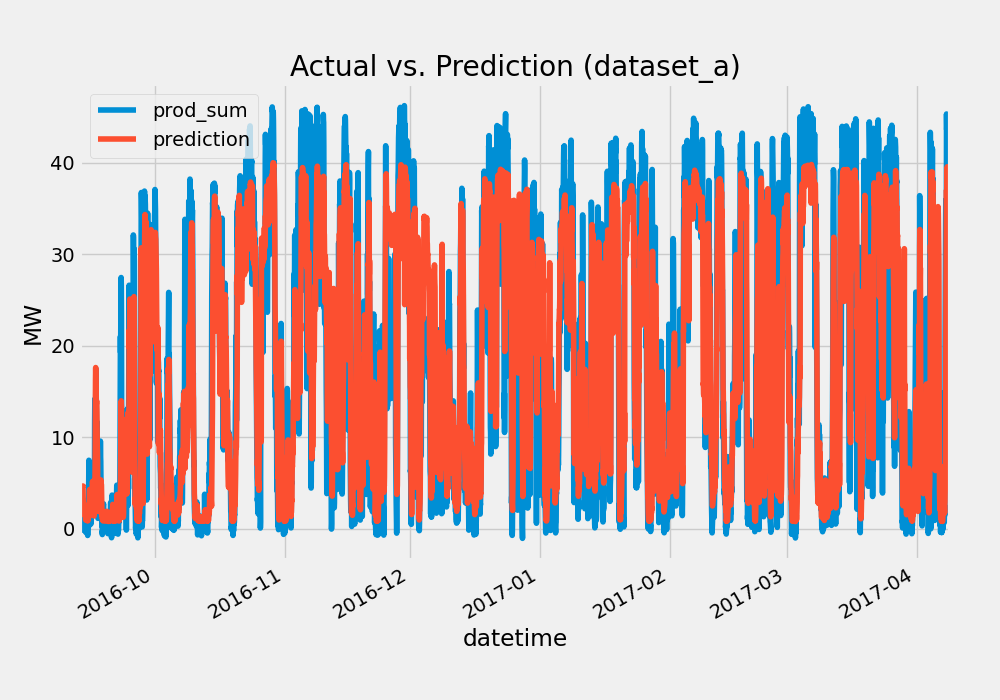 Actual vs. Prediction (dataset_a)
prod_sum
prediction
MW
40
30
20
10
0
2016-10
2016-11
2016-12
2017-01
2017-02
2017-03
2017-04
datetime